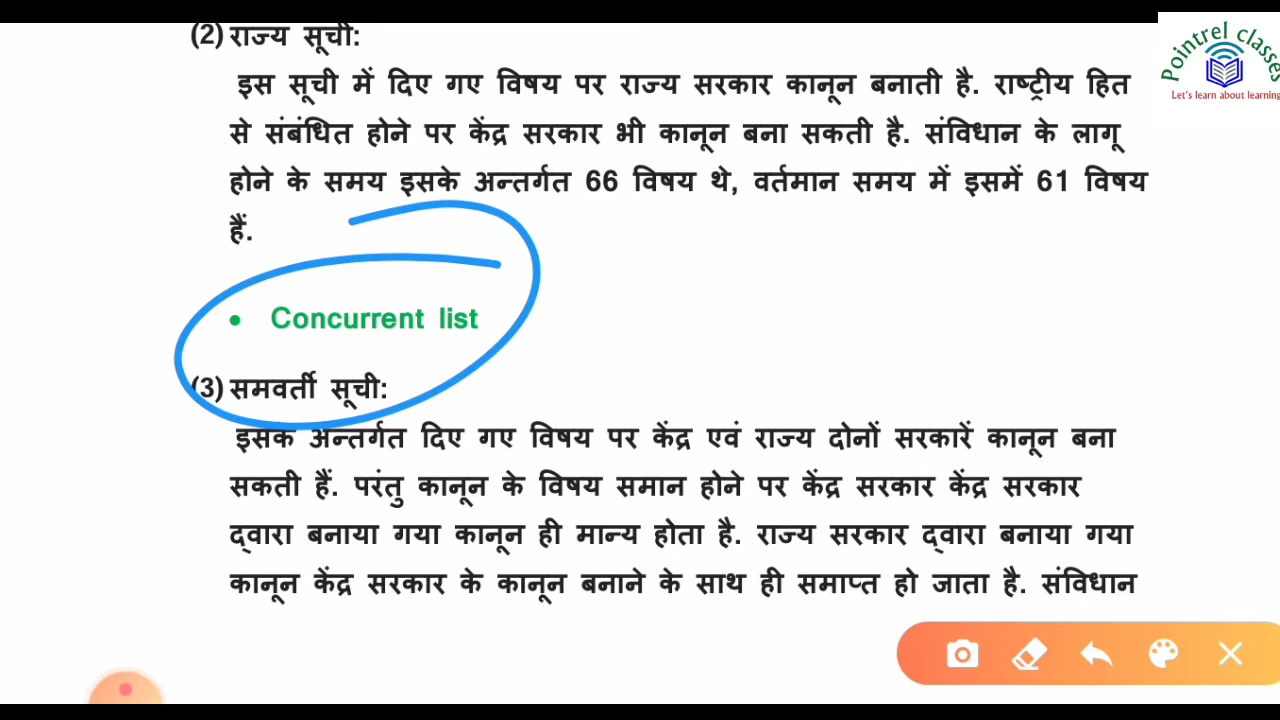 (2) राज्य सूची:
इस सूची में दिए गए विषय पर राज्य सरकार कानून बनाती है. राष्ट्रीय हित
से संबंधित होने पर केंद्र सरकार भी कानून बना सकती है. संविधान के लागू
होने के समय इसके अन्तर्गत 66 विषय थे, वर्तमान समय में इसमें 61 विषय
हैं.
• Concurrent list
(3) समवर्ती सूची:
इसके अन्तर्गत दिए गए विषय पर केंद्र एवं राज्य दोनों सरकारें कानून बना
सकती हैं. परंतु कानून के विषय समान होने पर केंद्र सरकार केंद्र सरकार
द्वारा बनाया गया कानून ही मान्य होता है. राज्य सरकार द्वारा बनाया गया
कानून केंद्र सरकार के कानून बनाने के साथ ही समाप्त हो जाता है. संविधान
Pointrel classes
Let's learn about learning